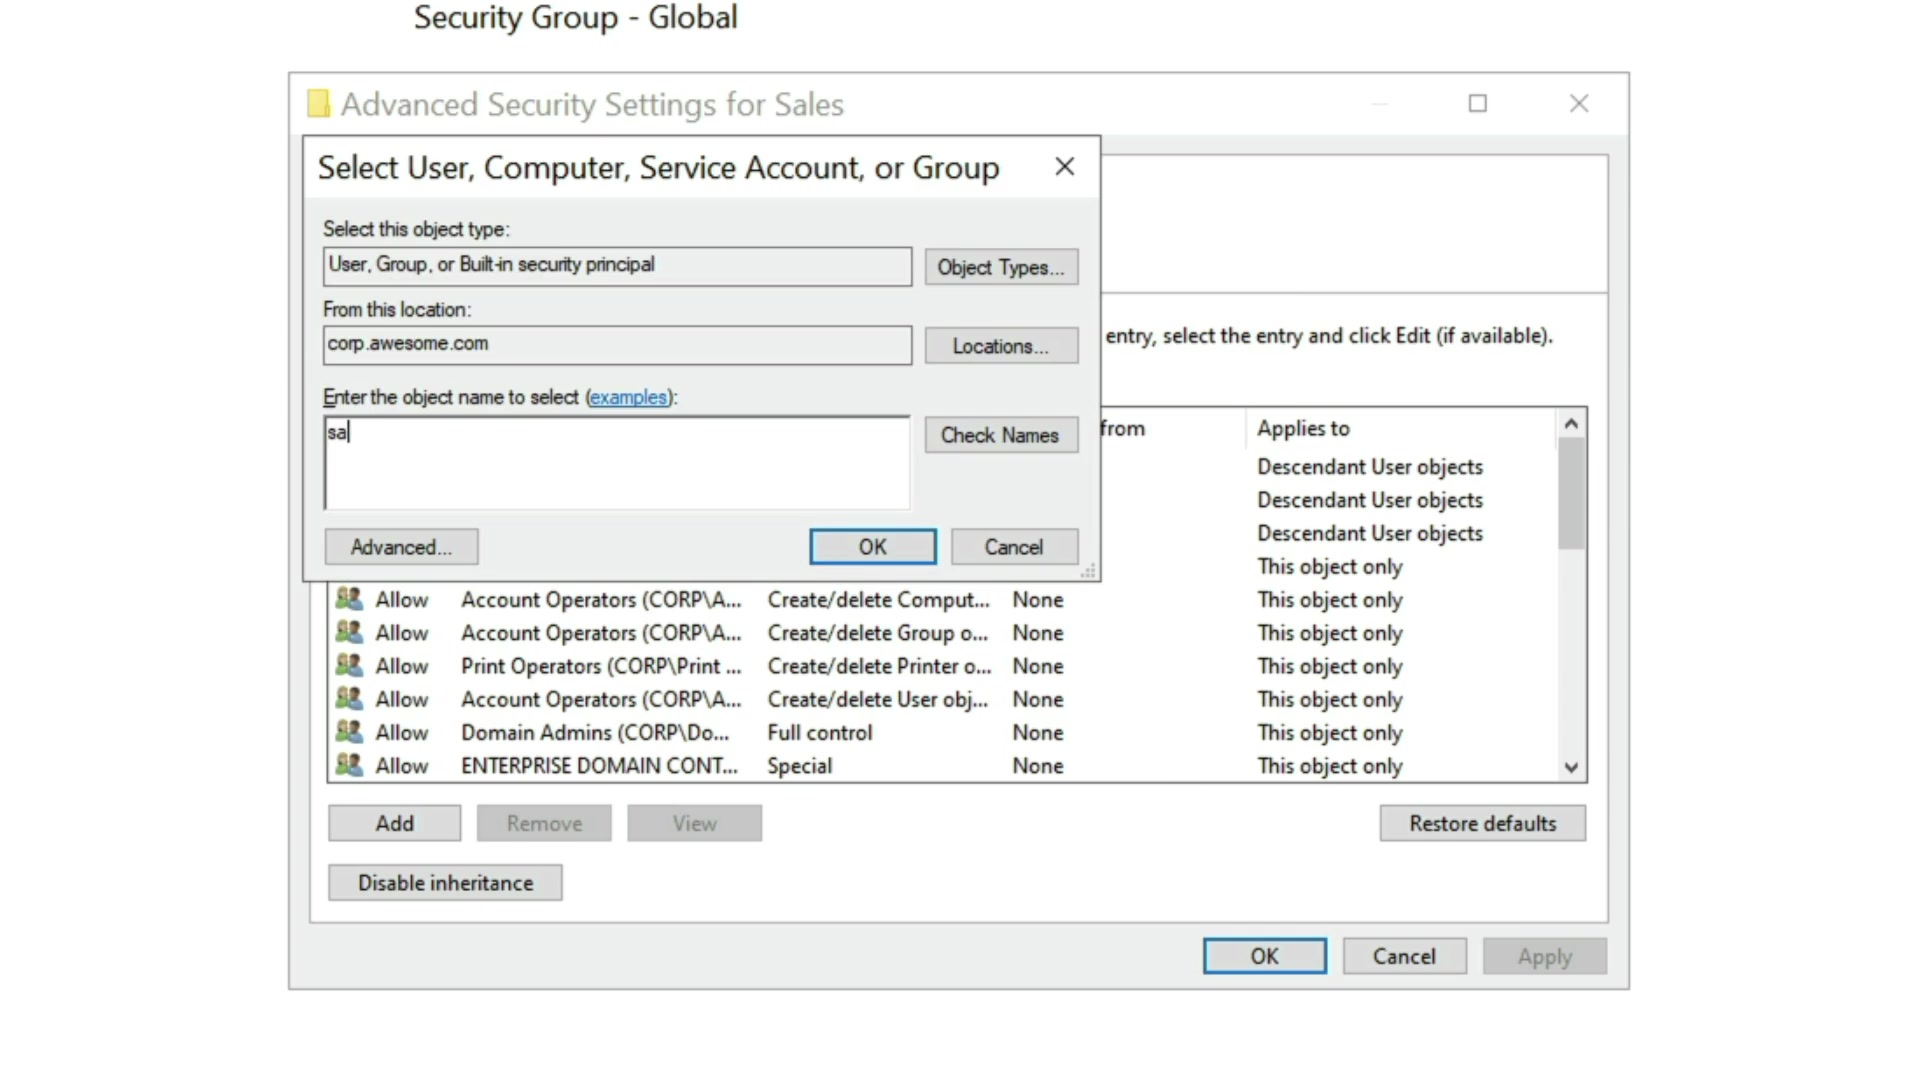 Security Group - Global
Advanced Security Settings for Sales
Select User, Computer, Service Account, or Group
Select this object type:
User, Group, or Built-in security principal
Object Types...
From this location:
corp.awesome.com
Locations...
entry, select the entry and click Edit (if available).
Enter the object name to select (examples):
sa
Check Names
from Applies to
Descendant User objects
Descendant User objects
Descendant User objects
Advanced... OK Cancel
This object only
Allow Account Operators (CORP\A... Create/delete Comput... None This object only
Allow Account Operators (CORP\A... Create/delete Group o... None This object only
Allow Print Operators (CORP\Print ... Create/delete Printer o... None This object only
Allow Account Operators (CORP\A... Create/delete User obj... None This object only
Allow Domain Admins (CORP\Do... Full control None This object only
Allow ENTERPRISE DOMAIN CONT... Special None This object only
Add Remove View Restore defaults
Disable inheritance
OK Cancel Apply